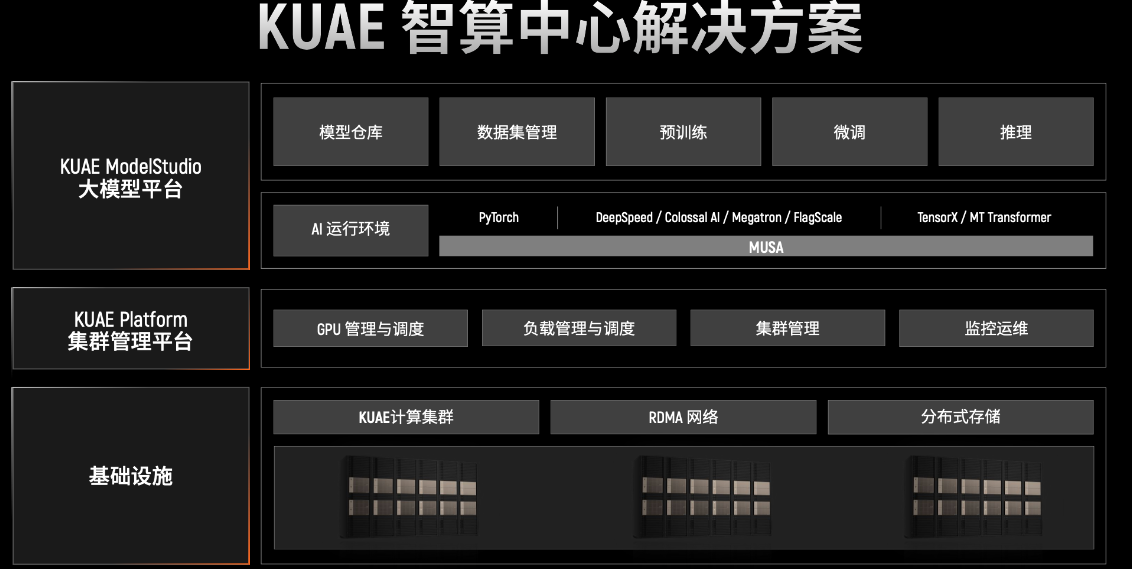 KUAE 智算中心解决方案
KUAE ModelStudio
大模型平台
模型仓库
数据集管理
预训练
微调
推理
AI 运行环境
PyTorch
DeepSpeed / Colossal AI / Megatron / FlagScale
TensorX / MT Transformer
MUSA
KUAE Platform
集群管理平台
GPU 管理与调度
负载管理与调度
集群管理
监控运维
基础设施
KUAE计算集群
RDMA 网络
分布式存储